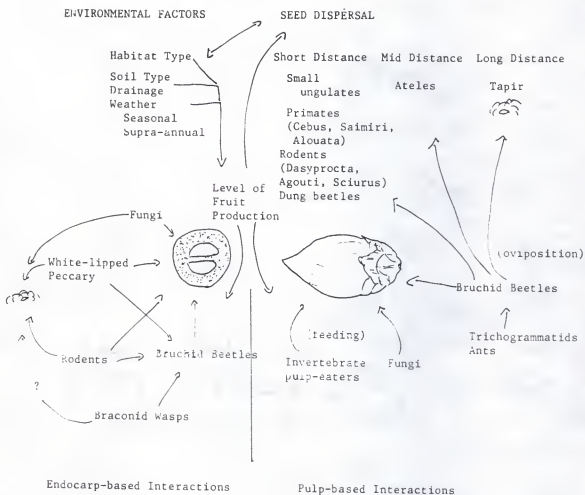 ENVIRONMENTAL FACTORS
SEED DISPERSAL
Habitat Type
Soil Type
Drainage
Weather
Seasonal
Supra-annual
Short Distance
Small
ungulates
Primates
(Cebus, Saimiri,
Alouata)
Rodents
(Dasyprocta,
Agouti, Sciurus)
Dung beetles
Mid Distance
Ateles
Long Distance
Tapir
Level of
Fruit
Production
Fungi
White-lipped
Peccary
Rodents
Bruchid Beetles
?
Braconid Wasps
(oviposition)
Bruchid Beetles
Trichogrammatids
Ants
(feeding)
Invertebrate
pulp-eaters
Fungi
Endocarp-based Interactions
Pulp-based Interactions